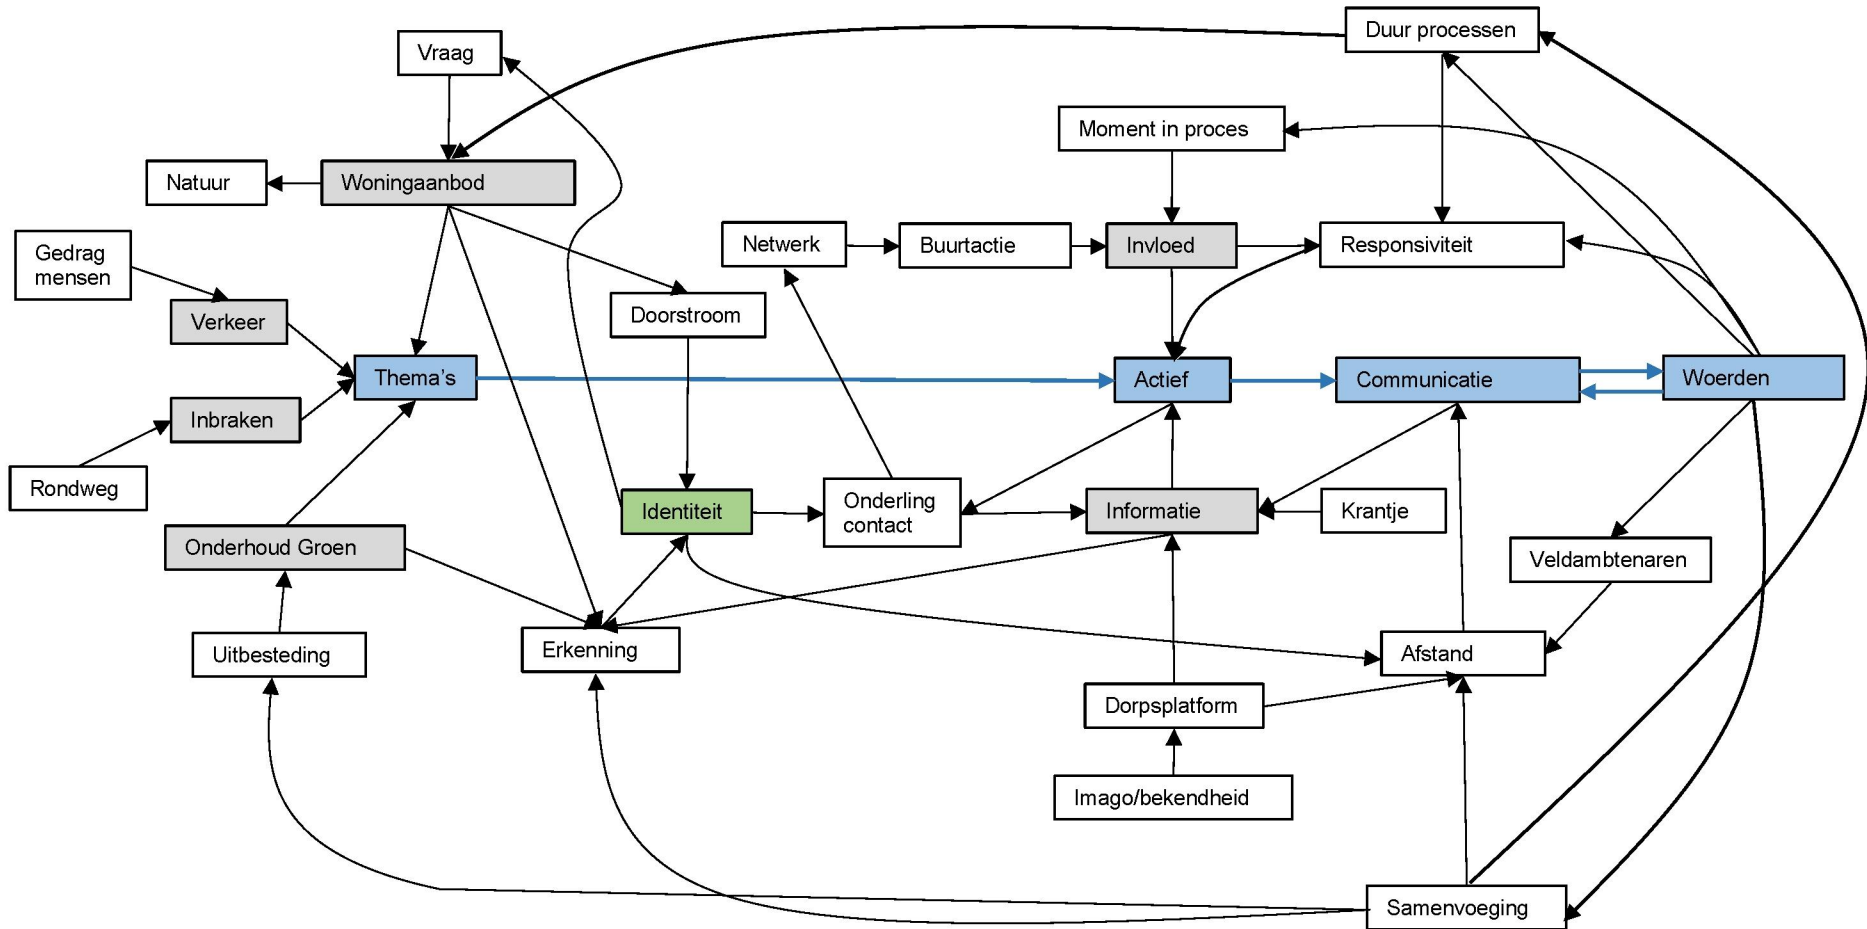 Duur processen
Vraag
Moment in proces
Natuur
Woningaanbod
Gedrag
mensen
Netwerk
Buurtactie
Invloed
Responsiviteit
Verkeer
Doorstroom
Thema's
Actief
Communicatie
Woerden
Inbraken
Rondweg
Identiteit
Onderling
contact
Informatie
Krantje
Onderhoud Groen
Veldambtenaren
Uitbesteding
Erkenning
Afstand
Dorpsplatform
Imago/bekendheid
Samenvoeging